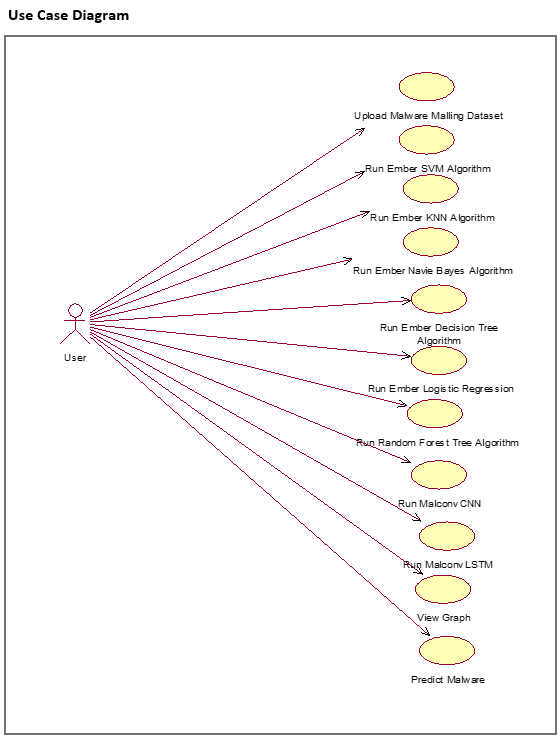 Use Case Diagram
Upload Malware Malling Dataset
Run Ember SVM Algorithm
Run Ember KNN Algorithm
Run Ember Navie Bayes Algorithm
Run Ember Decision Tree
Algorithm
User
Run Ember Logistic Regression
Run Random Forest Tree Algorithm
Run Malconv CNN
Run Malconv LSTM
View Graph
Predict Malware